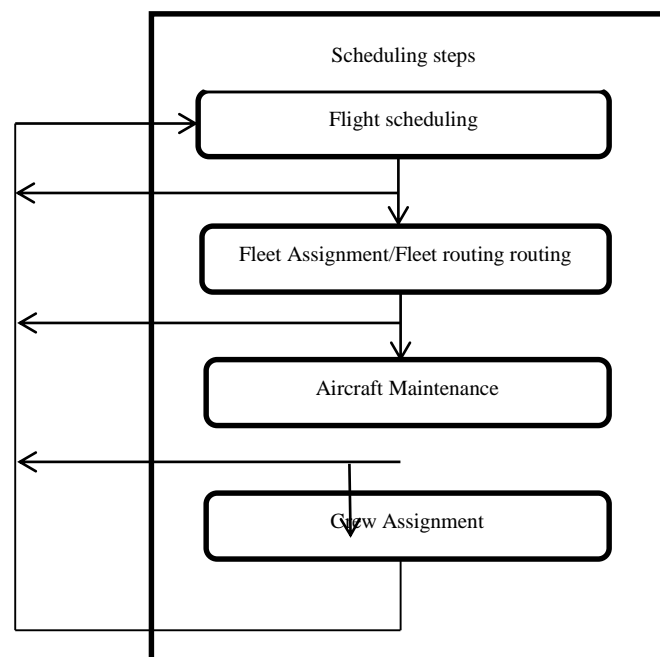 Scheduling steps
Flight scheduling
Fleet Assignment/Fleet routing routing
Aircraft Maintenance
Crew Assignment